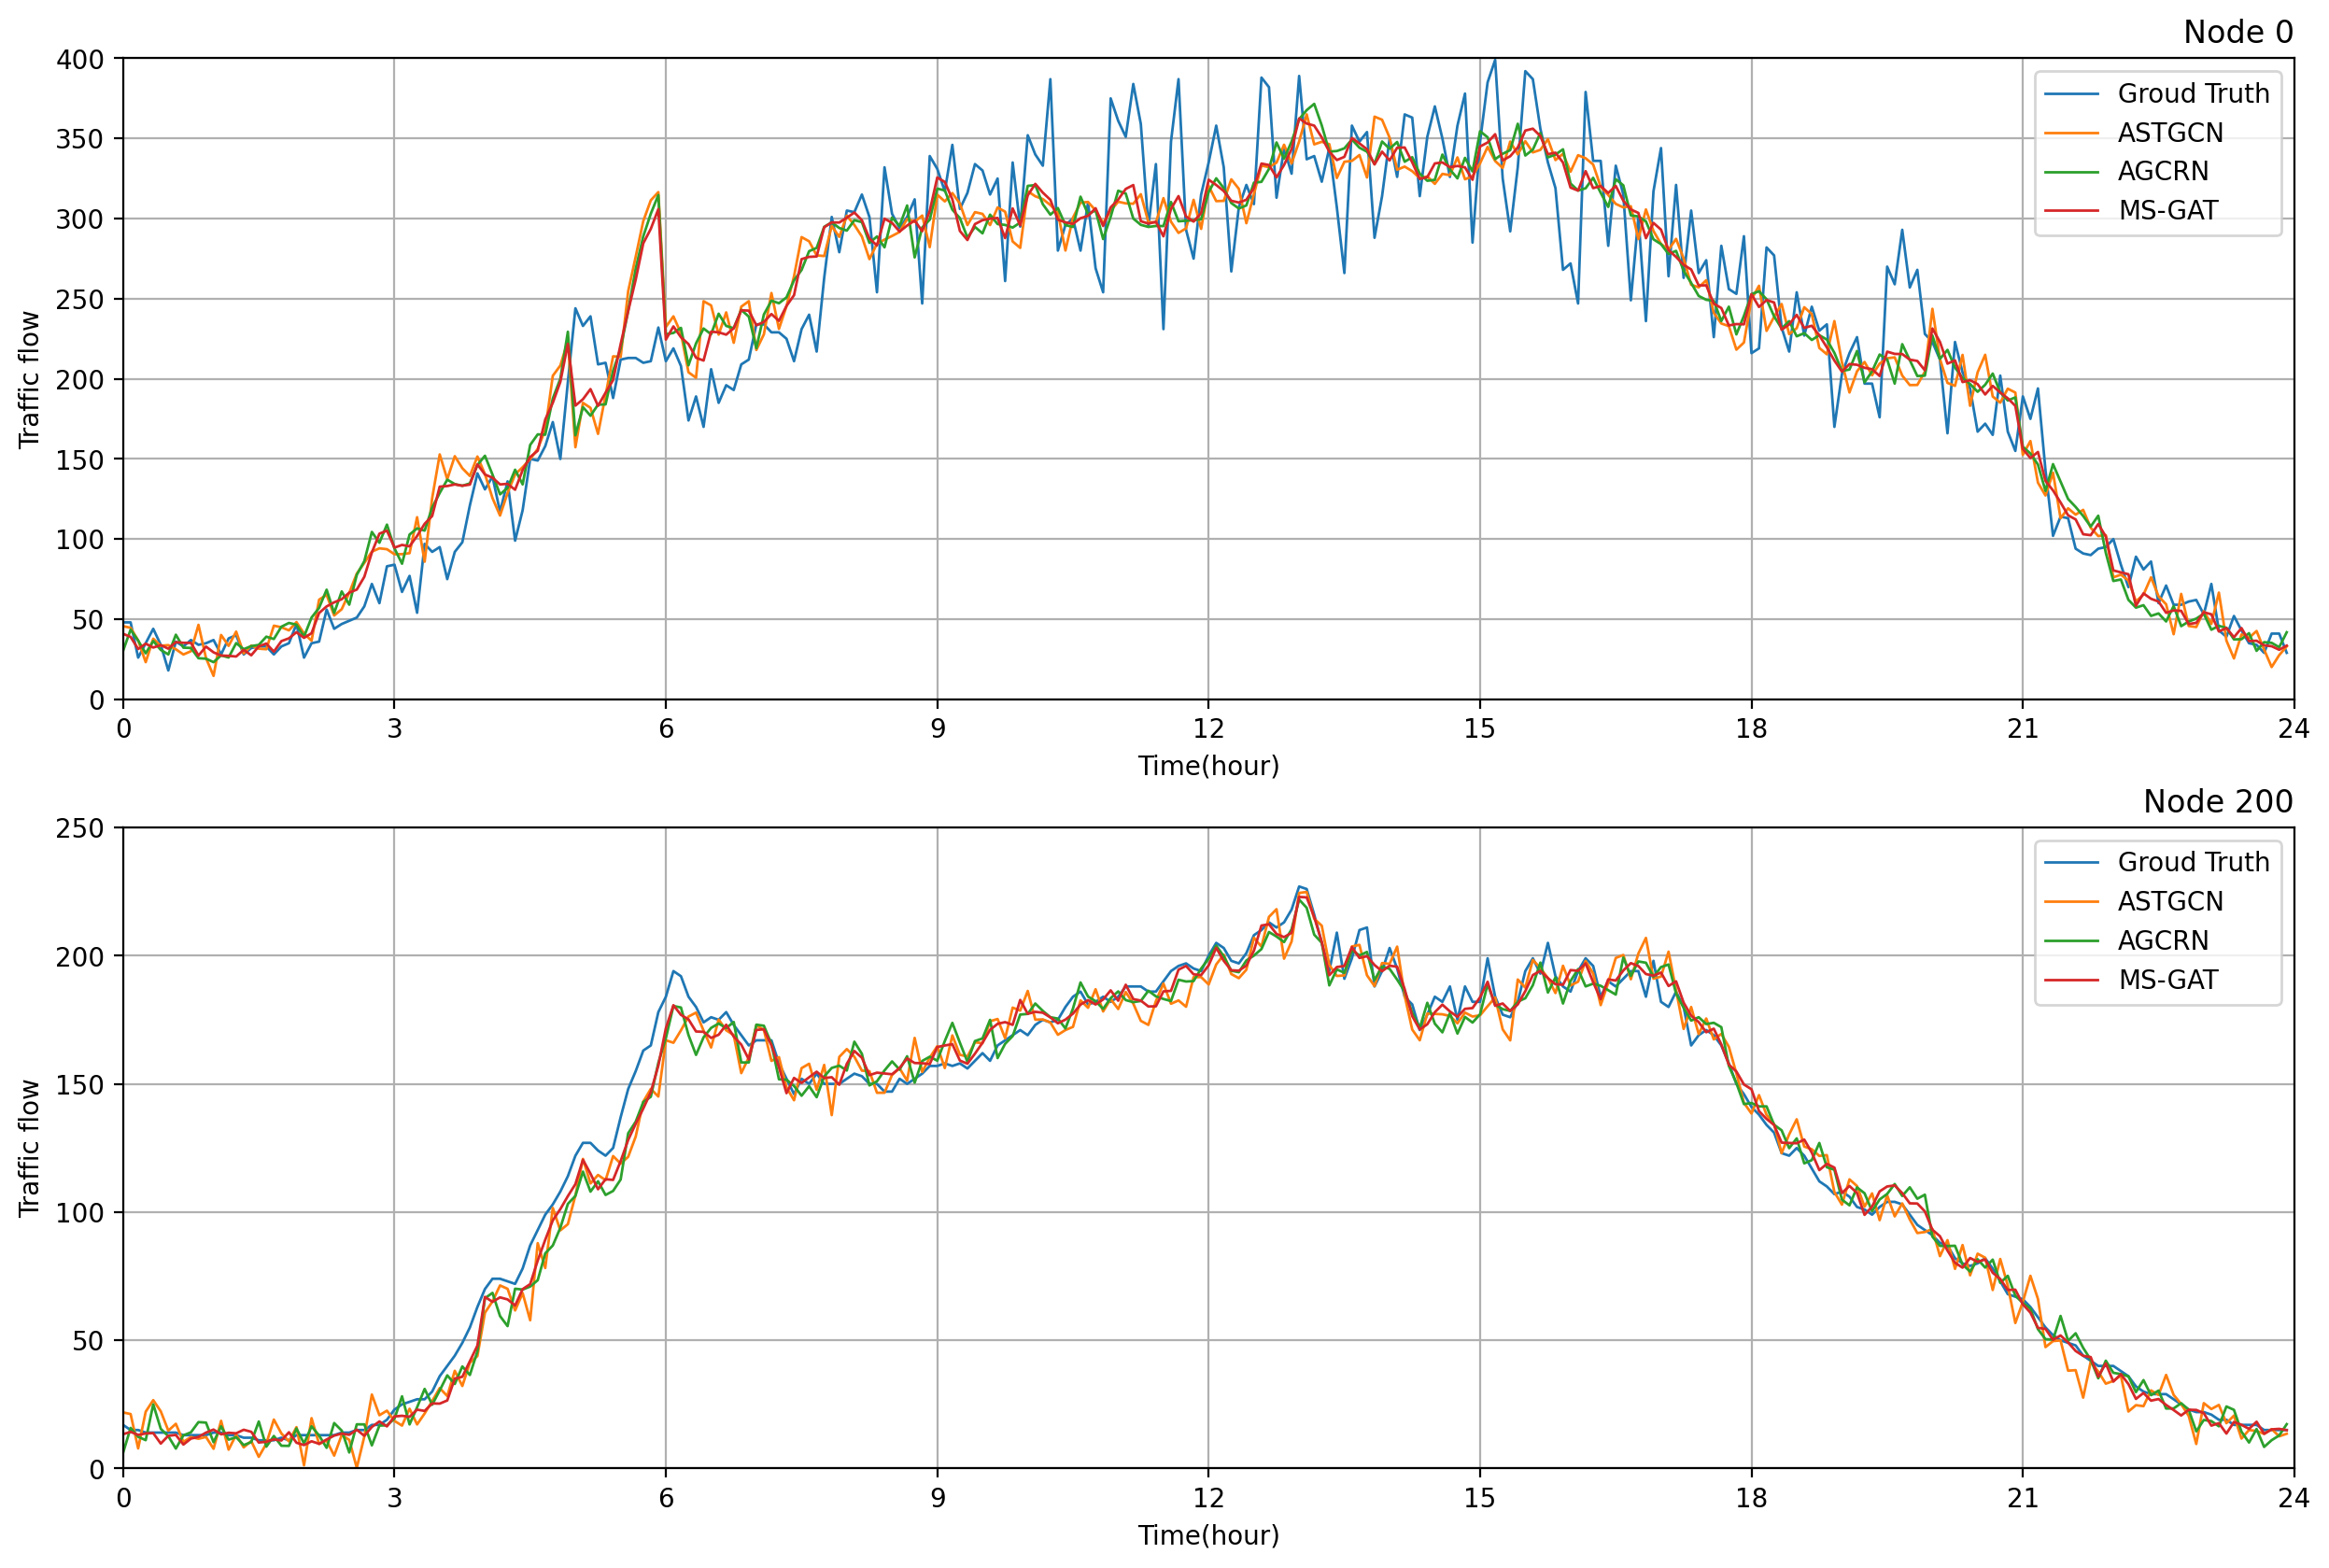 Node 0
400
350
300
250
200
150
100
50
0
Traffic flow
Groud Truth
ASTGCN
AGCRN
MS-GAT
0 3 6 9 12 15 18 21 24
Time(hour)
Node 200
250
200
150
100
50
0
Traffic flow
Groud Truth
ASTGCN
AGCRN
MS-GAT
0 3 6 9 12 15 18 21 24
Time(hour)